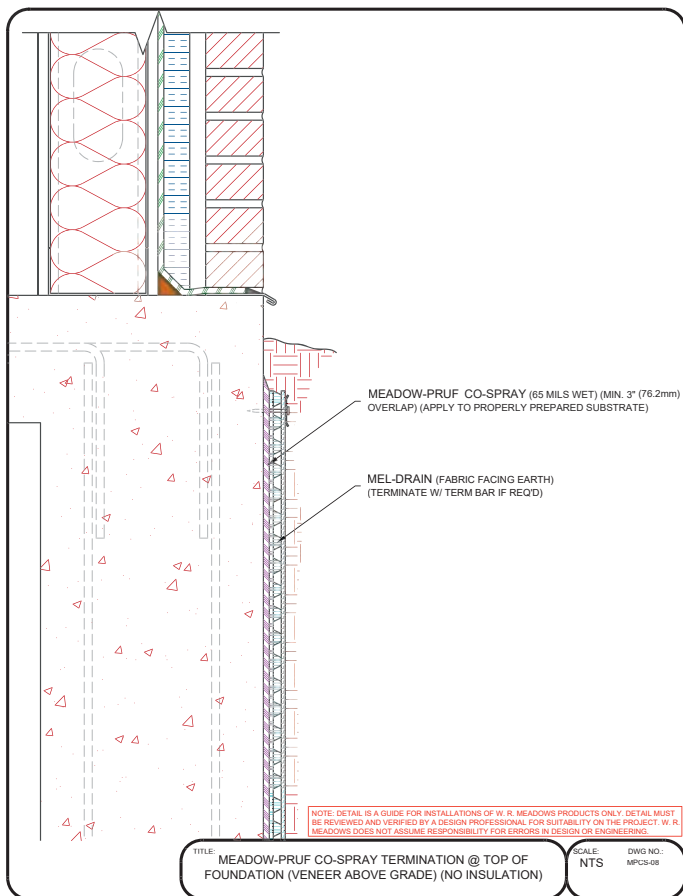 MEADOW-PRUF CO-SPRAY (65 MILS WET) (MIN. 3" (76.2mm)
OVERLAP) (APPLY TO PROPERLY PREPARED SUBSTRATE)
MEL-DRAIN (FABRIC FACING EARTH)
(TERMINATE W/ TERM BAR IF REQ'D)
NOTE: DETAIL IS A GUIDE FOR INSTALLATIONS OF W. R. MEADOWS PRODUCTS ONLY. DETAIL MUST
BE REVIEWED AND VERIFIED BY A DESIGN PROFESSIONAL FOR SUITABILITY ON THE PROJECT. W. R.
MEADOWS DOES NOT ASSUME RESPONSIBILITY FOR ERRORS IN DESIGN OR ENGINEERING.
TITLE:
MEADOW-PRUF CO-SPRAY TERMINATION @ TOP OF
FOUNDATION (VENEER ABOVE GRADE) (NO INSULATION)
SCALE:
NTS
DWG NO.:
MPCS-08